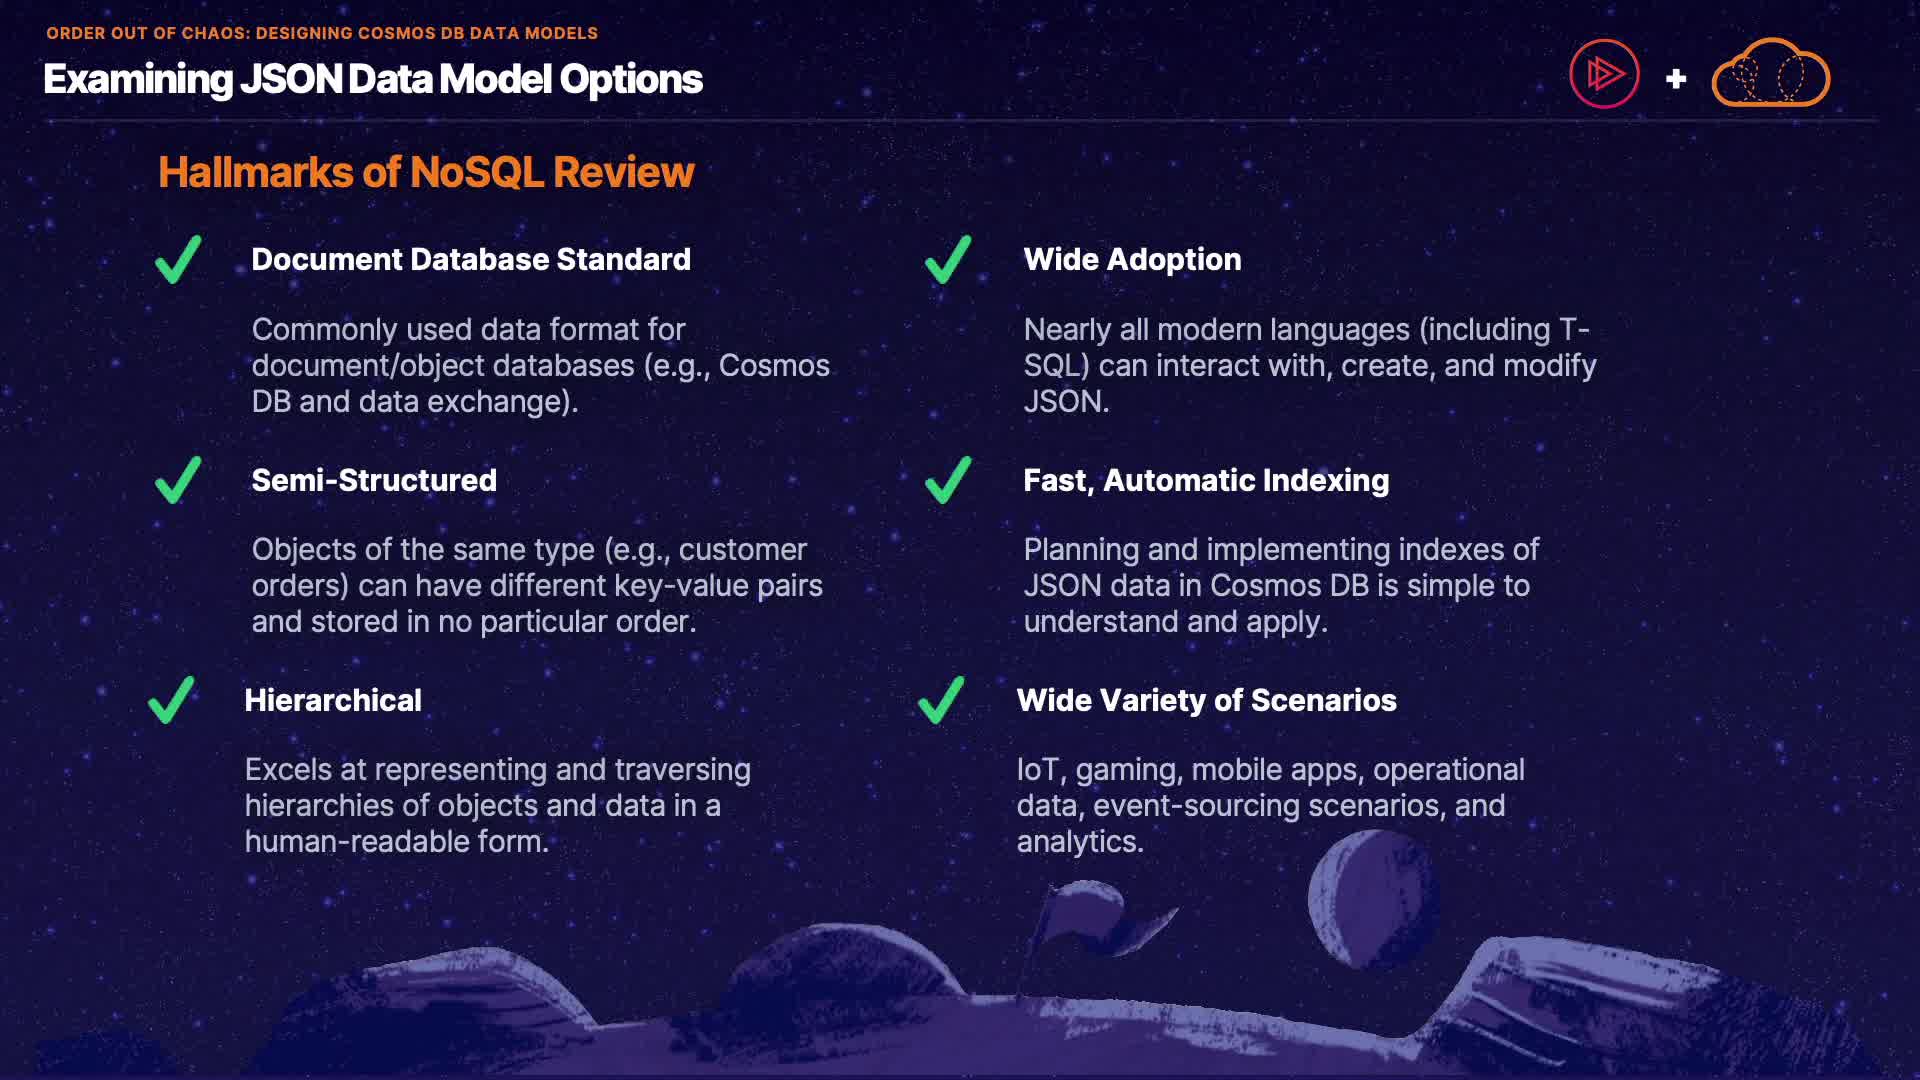 ORDER OUT OF CHAOS: DESIGNING COSMOS DB DATA MODELS
Examining JSON Data Model Options
Hallmarks of NoSQL Review
Document Database Standard
Commonly used data format for
document/object databases (e.g., Cosmos
DB and data exchange).
Semi-Structured
Objects of the same type (e.g., customer
orders) can have different key-value pairs
and stored in no particular order.
Hierarchical
Excels at representing and traversing
hierarchies of objects and data in a
human-readable form.
Wide Adoption
Nearly all modern languages (including T-
SQL) can interact with, create, and modify
JSON.
Fast, Automatic Indexing
Planning and implementing indexes of
JSON data in Cosmos DB is simple to
understand and apply.
Wide Variety of Scenarios
IoT, gaming, mobile apps, operational
data, event-sourcing scenarios, and
analytics.